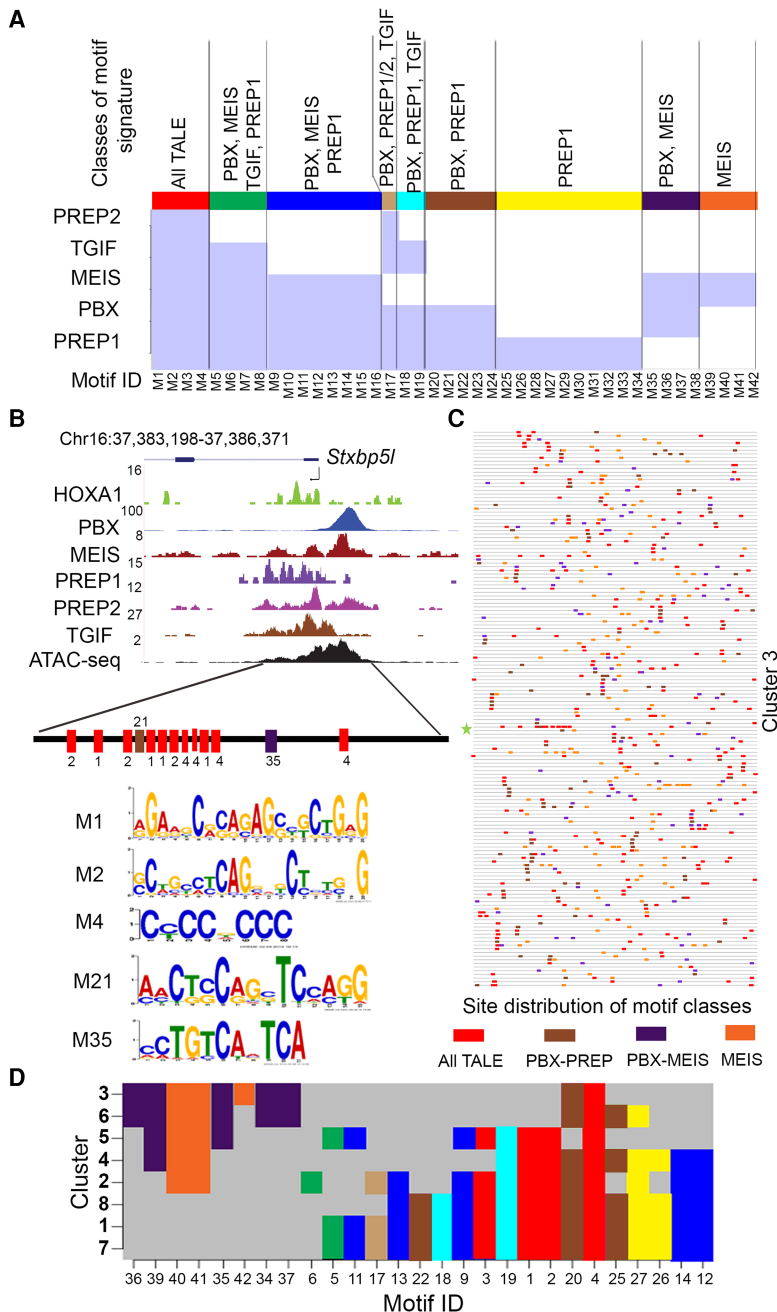 A
Classes of motif
signature
All TALE
PBX, MEIS
TGIF, PREP1
PBX, MEIS
PREP1
PBX, PREP1/2, TGIF
PBX, PREP1, TGIF
PBX, PREP1
PREP1
PBX, MEIS
MEIS
PREP2
TGIF
MEIS
PBX
PREP1
Motif ID
M1 M2 M3 M4 M5 M6 M7 M8 M9 M10 M11 M12 M13 M14 M15 M16 M17 M18 M19 M20 M21 M22 M23 M24 M25 M26 M27 M28 M29 M30 M31 M32 M33 M34 M35 M36 M37 M38 M39 M40 M41 M42
B
Chr16:37,383,198-37,386,371
Stxbp5l
16
HOXA1
100
PBX
8
MEIS
15
PREP1
12
PREP2
27
TGIF
2
ATAC-seq
21
2 1 2 1 1 2 4 4 1 4 35 4
M1
M2
M4
M21
M35
C
Cluster 3
Site distribution of motif classes
All TALE
PBX-PREP
PBX-MEIS
MEIS
D
Cluster
3
6
5
4
2
8
1
7
36 39 40 41 35 42 34 37 6 5 11 17 13 22 18 9 3 19 1 2 20 4 25 27 26 14 12
Motif ID